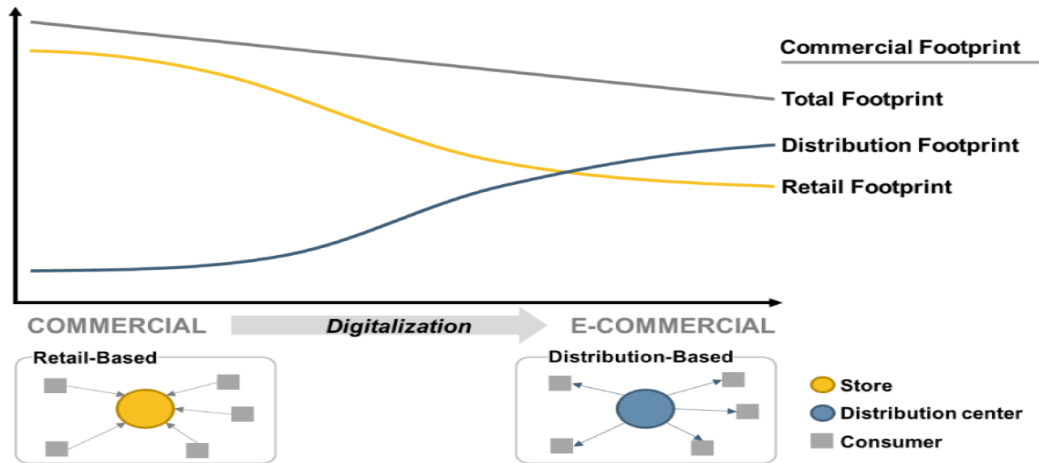 Commercial Footprint
Total Footprint
Distribution Footprint
Retail Footprint
COMMERCIAL
Digitalization
E-COMMERCIAL
Retail-Based
Distribution-Based
Store
Distribution center
Consumer